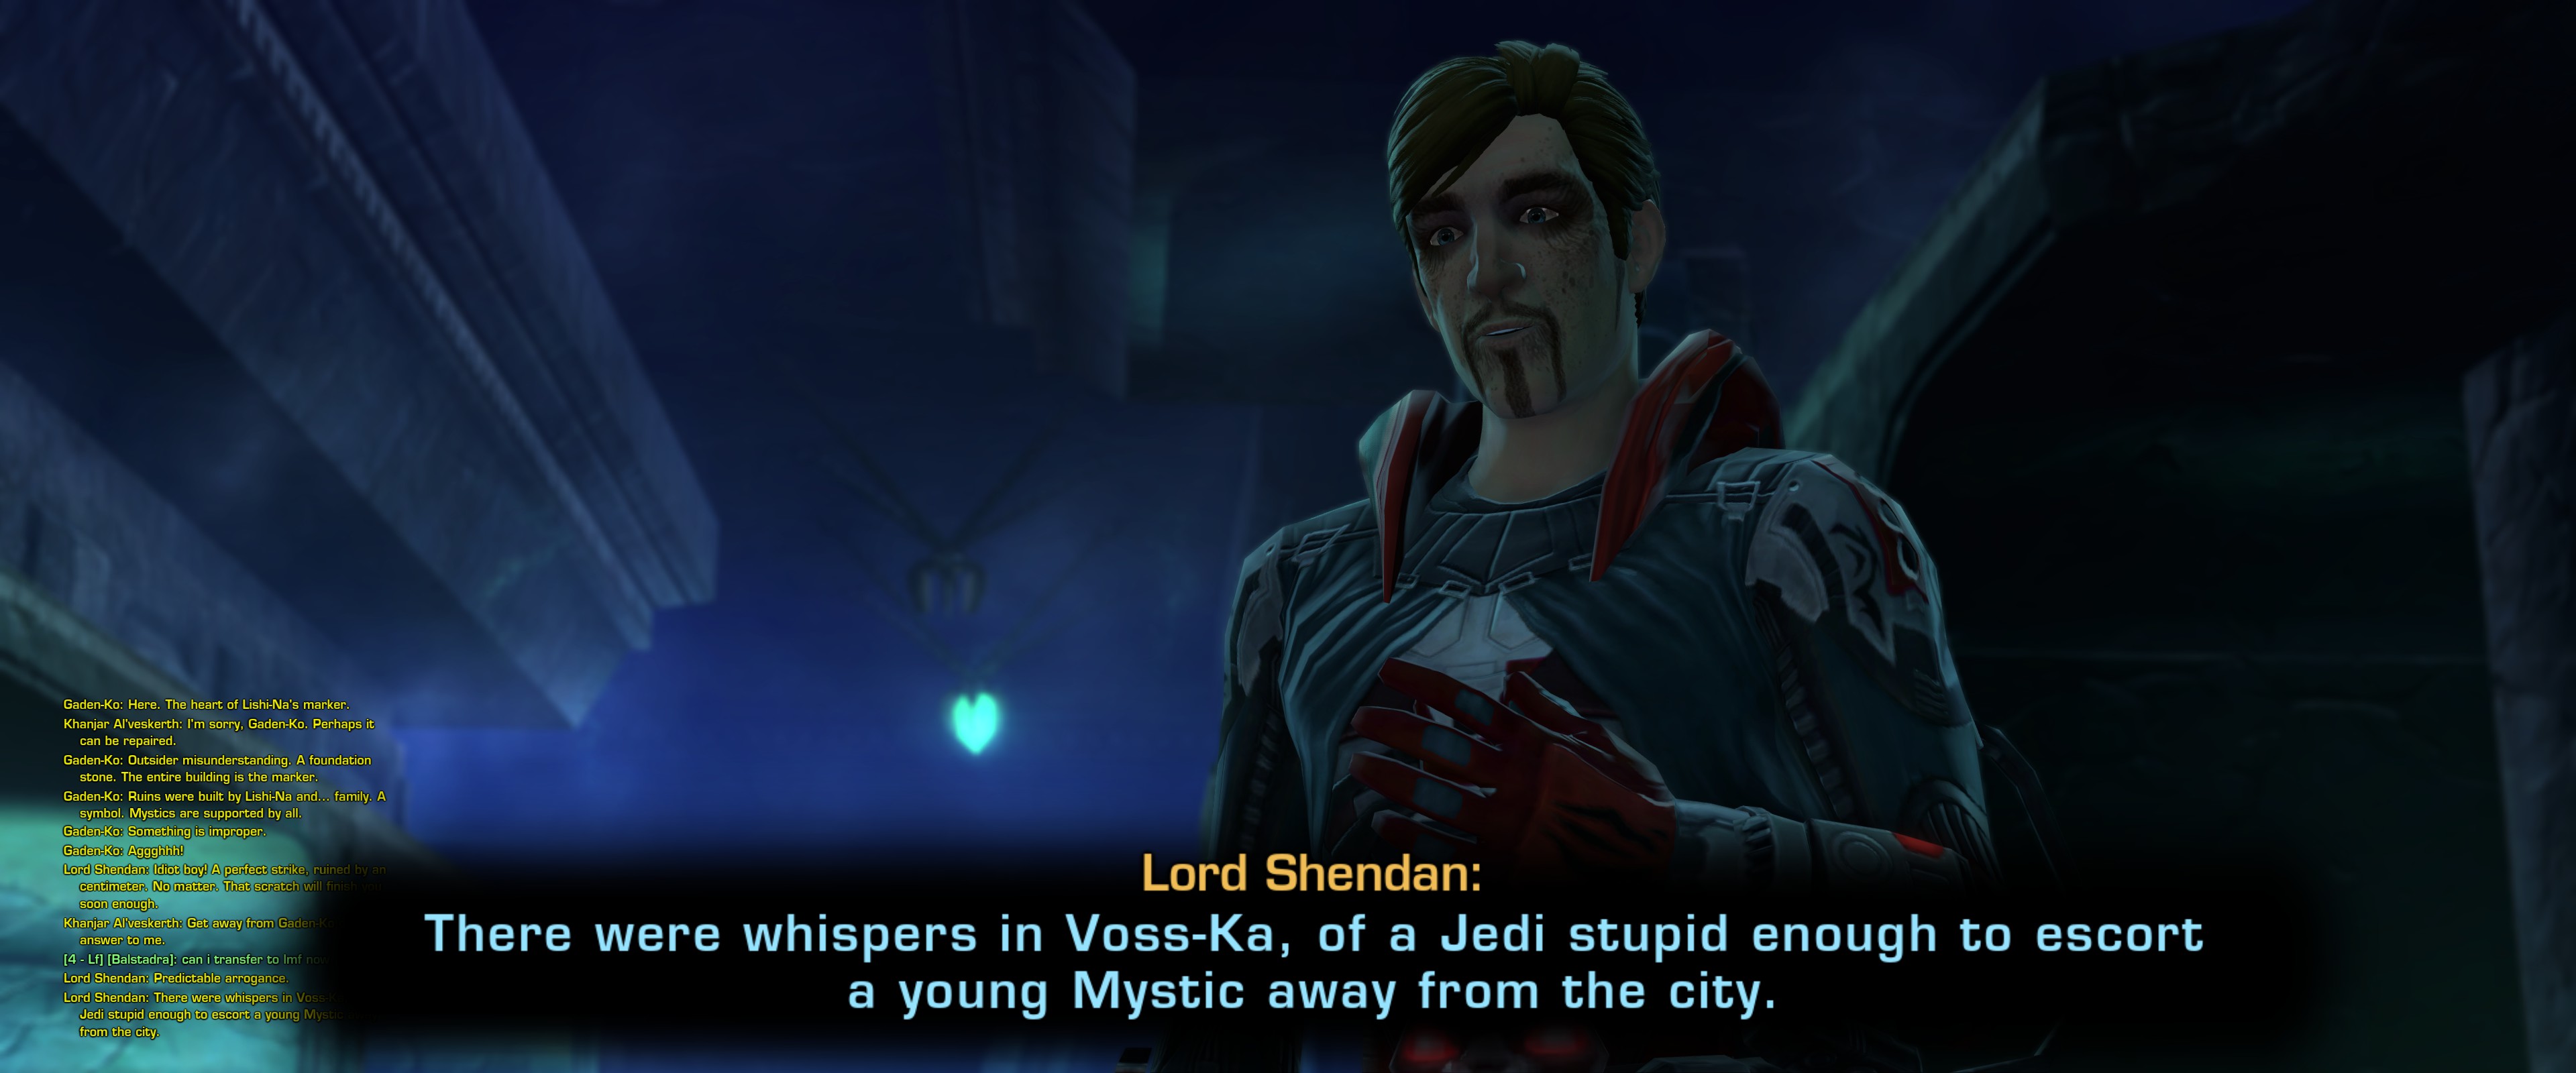 Gaden-Ko: Here. The heart of Lishi-Na's marker.
Khanjar Al'veskerth: I'm sorry, Gaden-Ko. Perhaps it
can be repaired.
Gaden-Ko: Outsider misunderstanding. A foundation
stone. The entire building is the marker.
Gaden-Ko: Ruins were built by Lishi-Na and... family. A
symbol. Mystics are supported by all.
Gaden-Ko: Something is improper.
Gaden-Ko: Aggghhh!
Lord Shendan: Idiot boy! A perfect strike, ruined by an
centimeter. No matter. That scratch will finish you
soon enough.
Khanjar Al'veskerth: Get away from Gaden-Ko
answer to me.
[4 - Lf] [Balstadra]: can i transfer to lmf now
Lord Shendan: Predictable arrogance.
Lord Shendan: There were whispers in Voss-K
Jedi stupid enough to escort a young Mystic
from the city.
Lord Shendan:
There were whispers in Voss-Ka, of a Jedi stupid enough to escort
a young Mystic away from the city.